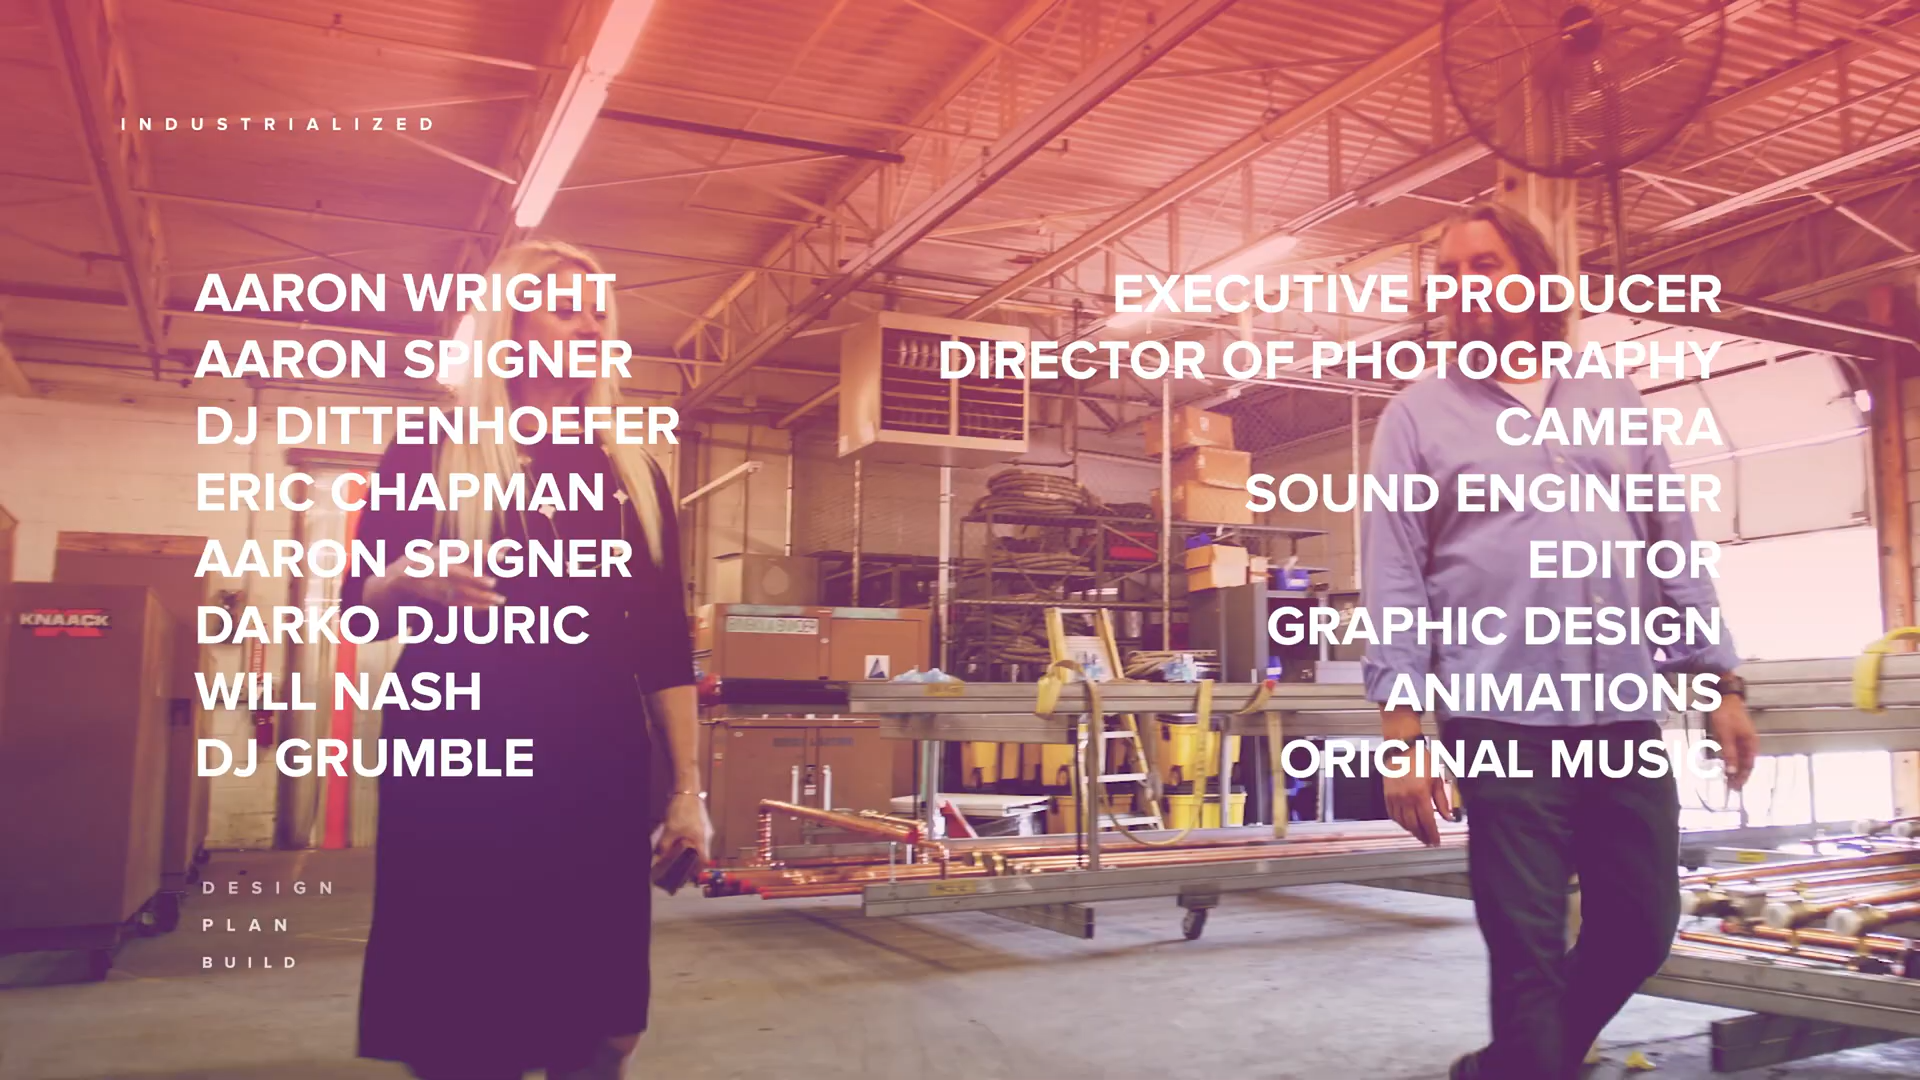 INDUSTRIALIZED
AARON WRIGHT EXECUTIVE PRODUCER
AARON SPIGNER DIRECTOR OF PHOTOGRAPHY
DJ DITTENHOEFER CAMERA
ERIC CHAPMAN SOUND ENGINEER
AARON SPIGNER EDITOR
DARKO DJURIC GRAPHIC DESIGN
WILL NASH ANIMATIONS
DJ GRUMBLE ORIGINAL MUSIC
KNAACK
DESIGN
PLAN
BUILD